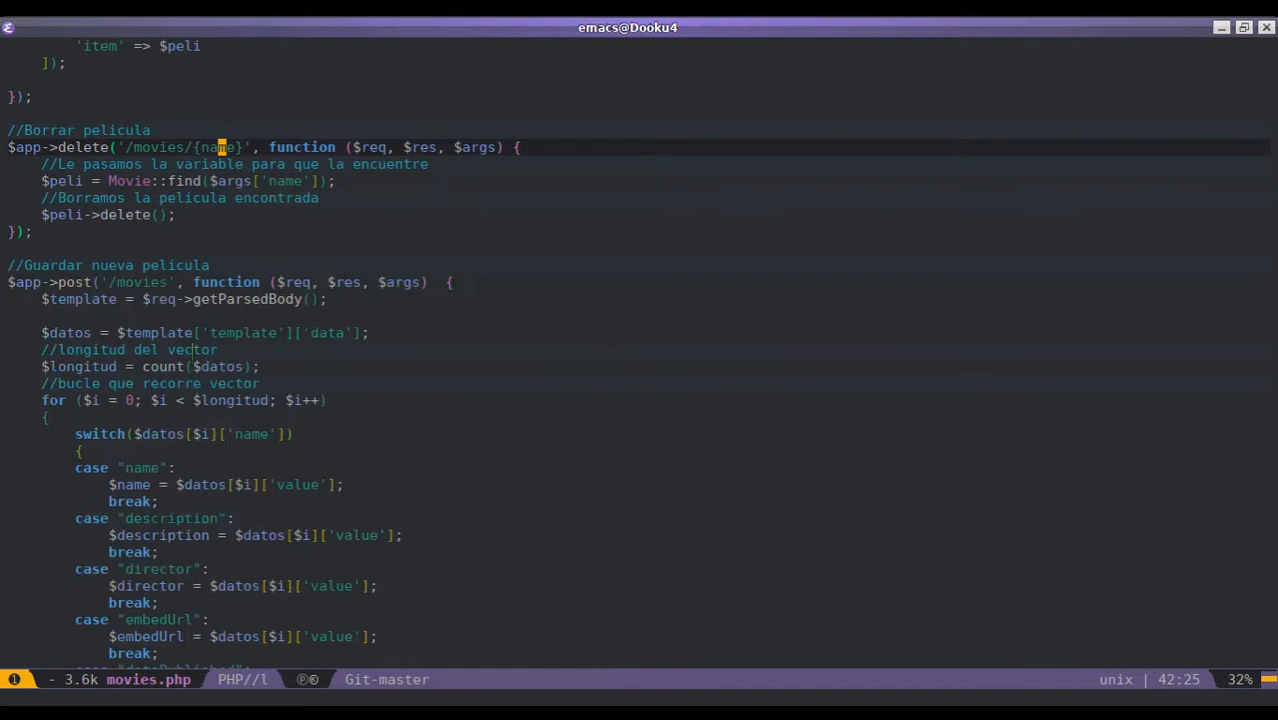 emacs@Dooku4
'item' => $peli
]);
});
//Borrar pelicula
$app->delete('/movies/{name}', function ($req, $res, $args) {
//Le pasamos la variable para que la encuentre
$peli = Movie::find($args['name']);
//Borramos la pelicula encontrada
$peli->delete();
});
//Guardar nueva pelicula
$app->post('/movies', function ($req, $res, $args)  {
$template = $req->getParsedBody();
$datos = $template['template']['data'];
//longitud del vector
$longitud = count($datos);
//bucle que recorre vector
for ($i = 0; $i < $longitud; $i++)
{
switch($datos[$i]['name'])
{
case "name":
$name = $datos[$i]['value'];
break;
case "description":
$description = $datos[$i]['value'];
break;
case "director":
$director = $datos[$i]['value'];
break;
case "embedUrl":
$embedUrl = $datos[$i]['value'];
break;
case "datePublished":
❶ - 3.6k movies.php PHP//l ℗© Git-master unix | 42:25 32%